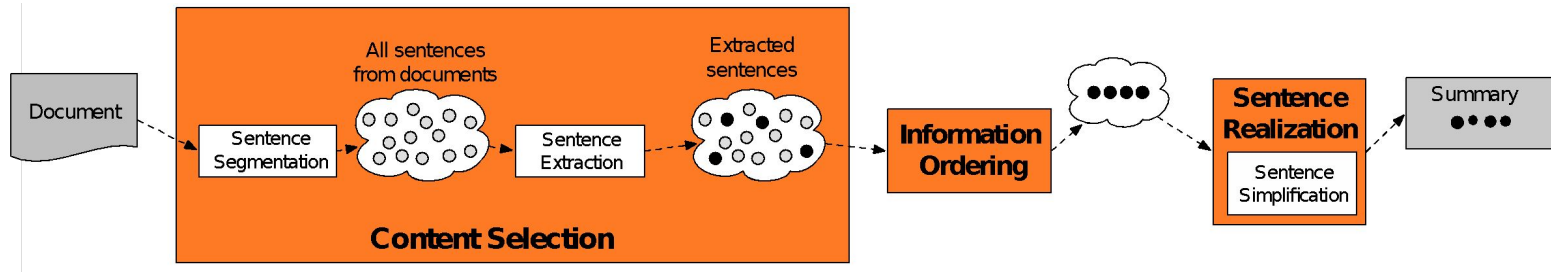 Document
Sentence
Segmentation
All sentences
from documents
Sentence
Extraction
Extracted
sentences
Content Selection
Information
Ordering
Sentence
Realization
Sentence
Simplification
Summary